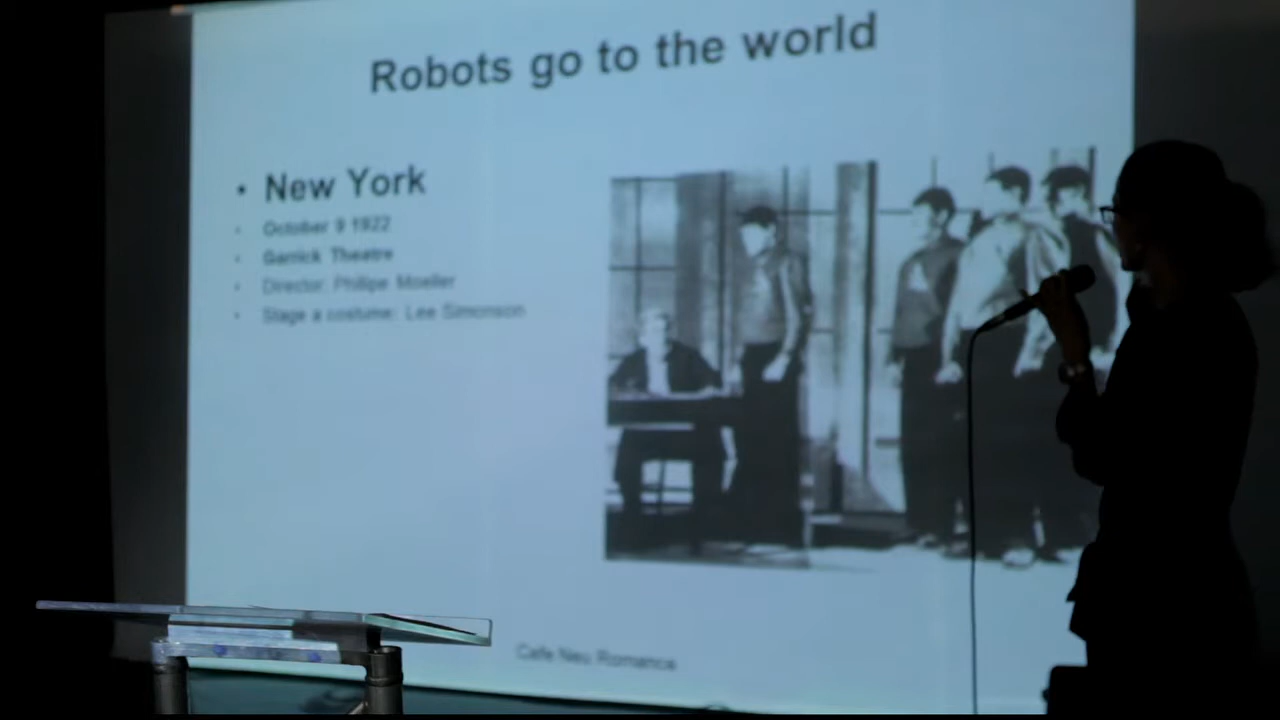 Robots go to the world
• New York
• October 9 1922
• Garrick Theatre
• Director: Phillipe Moeller
• Stage a costume: Lee Simonson
Cafe Neu Romance